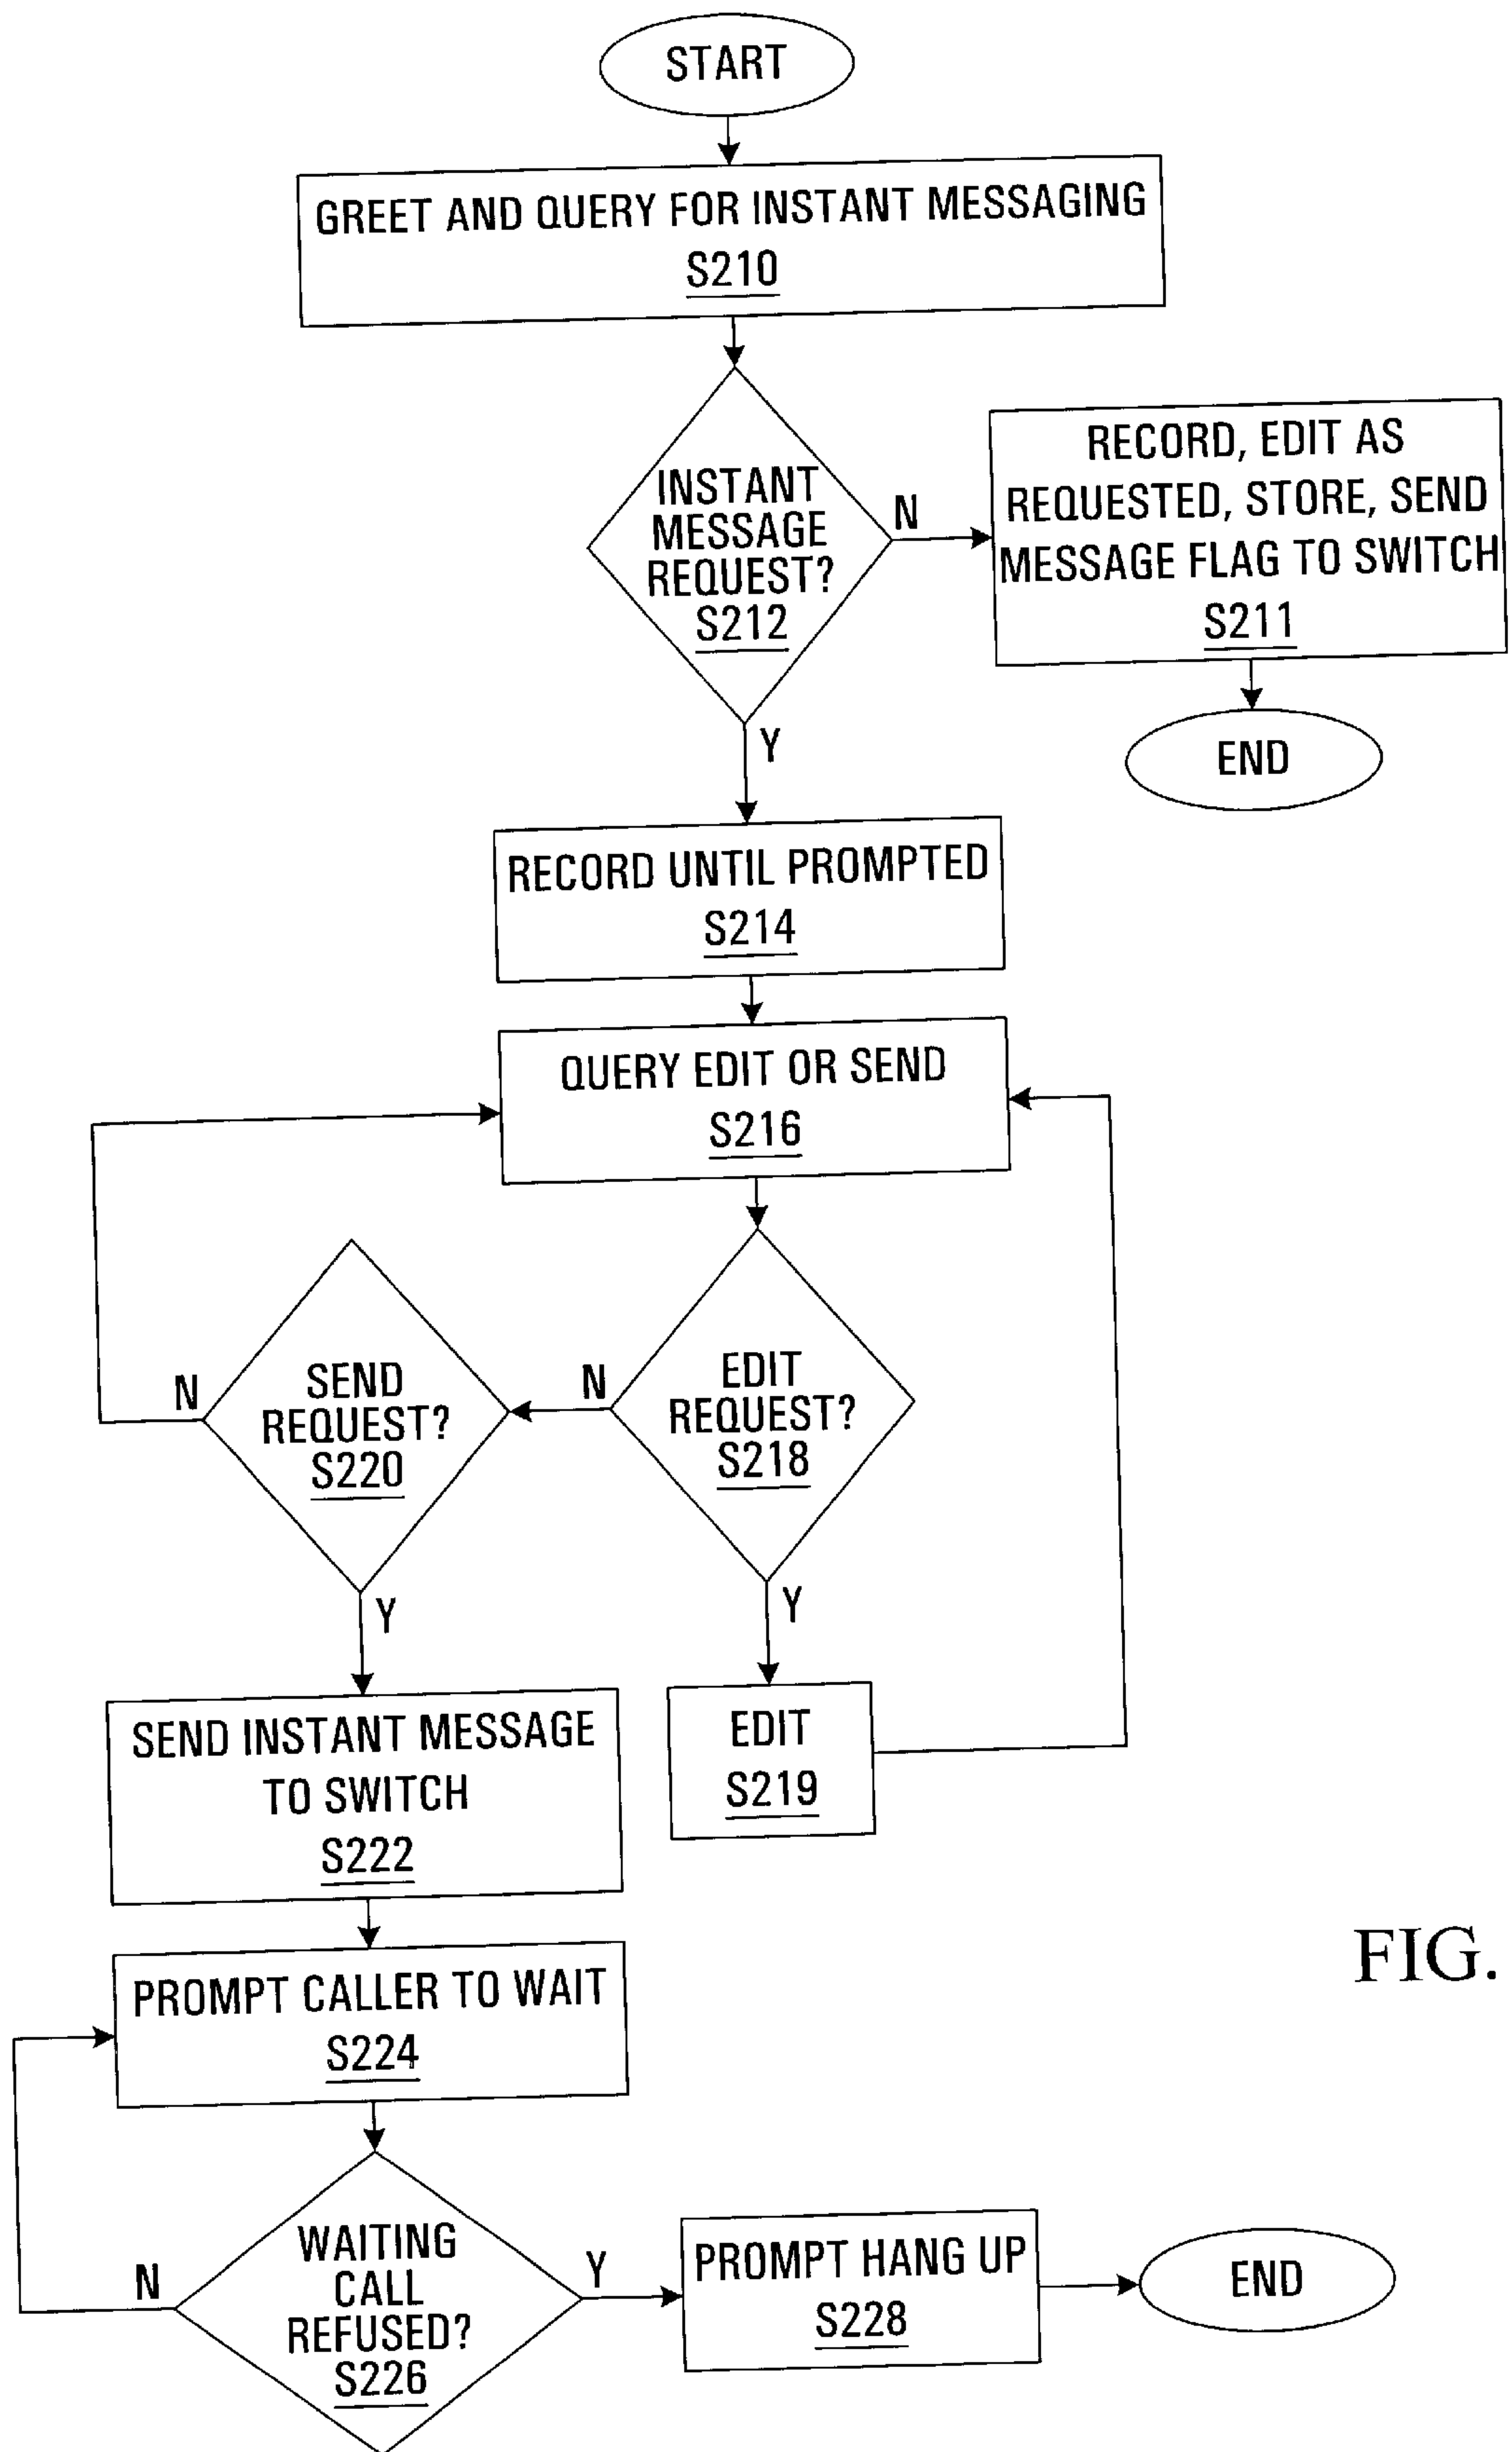 START
GREET AND QUERY FOR INSTANT MESSAGING
S210
INSTANT
MESSAGE
REQUEST?
S212
N
RECORD, EDIT AS
REQUESTED, STORE, SEND
MESSAGE FLAG TO SWITCH
S211
END
Y
RECORD UNTIL PROMPTED
S214
QUERY EDIT OR SEND
S216
EDIT
REQUEST?
S218
N
SEND
REQUEST?
S220
N
Y
Y
EDIT
S219
SEND INSTANT MESSAGE
TO SWITCH
S222
PROMPT CALLER TO WAIT
S224
WAITING
CALL
REFUSED?
S226
N
Y
PROMPT HANG UP
S228
END
FIG.